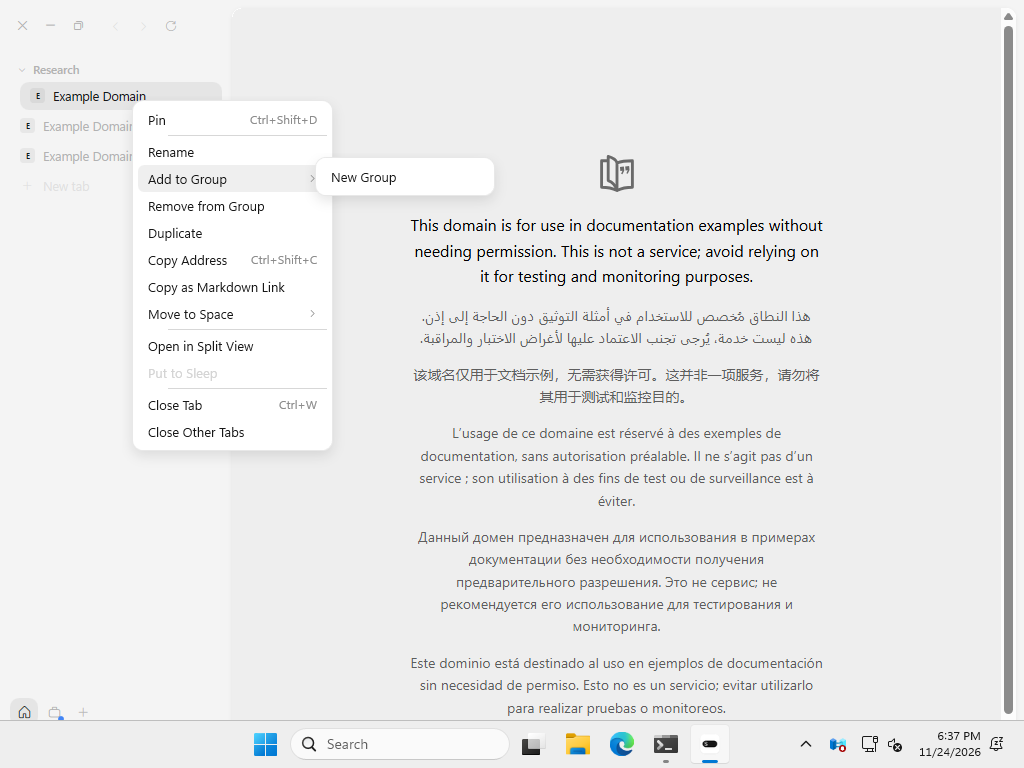 Research
E Example Domain
E Example Domain
E Example Domain
New tab
Pin Ctrl+Shift+D
Rename
Add to Group
Remove from Group
Duplicate
Copy Address Ctrl+Shift+C
Copy as Markdown Link
Move to Space
Open in Split View
Put to Sleep
Close Tab Ctrl+W
Close Other Tabs
New Group
This domain is for use in documentation examples without
needing permission. This is not a service; avoid relying on
it for testing and monitoring purposes.
هذا النطاق مُخصص للاستخدام في أمثلة التوثيق دون الحاجة إلى إذن.
هذه ليست خدمة، يُرجى تجنب الاعتماد عليها لأغراض الاختبار والمراقبة.
该域名仅用于文档示例，无需获得许可。这并非一项服务，请勿将
其用于测试和监控目的。
L’usage de ce domaine est réservé à des exemples de
documentation, sans autorisation préalable. Il ne s’agit pas d’un
service ; son utilisation à des fins de test ou de surveillance est à
éviter.
Данный домен предназначен для использования в примерах
документации без необходимости получения
предварительного разрешения. Это не сервис; не
рекомендуется его использование для тестирования и
мониторинга.
Este dominio está destinado al uso en ejemplos de documentación
sin necesidad de permiso. Esto no es un servicio; evitar utilizarlo
para realizar pruebas o monitoreos.
Search
6:37 PM
11/24/2026